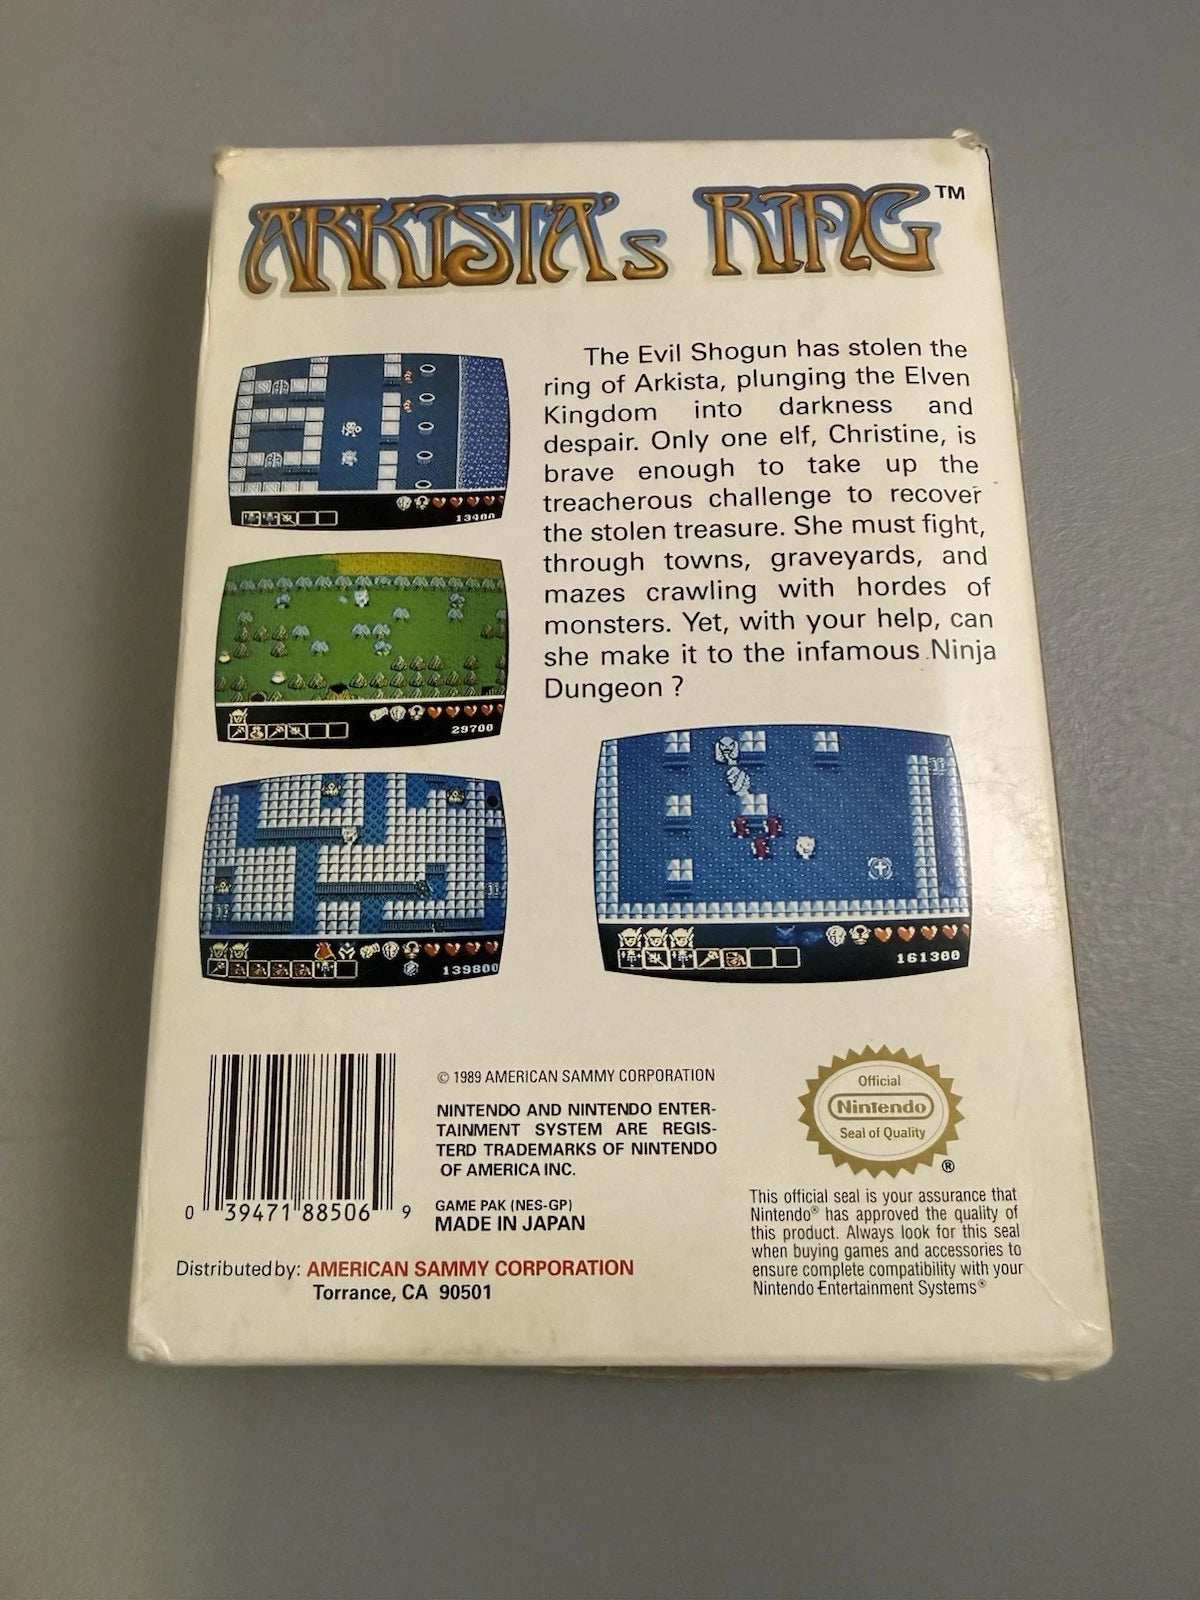 ARKISTA's RING™
The Evil Shogun has stolen the
ring of Arkista, plunging the Elven
Kingdom into darkness and
despair. Only one elf, Christine, is
brave enough to take up the
treacherous challenge to recover
the stolen treasure. She must fight,
through towns, graveyards, and
mazes crawling with hordes of
monsters. Yet, with your help, can
she make it to the infamous Ninja
Dungeon ?
13400
29700
139800
161300
0 39471 88506 9
© 1989 AMERICAN SAMMY CORPORATION
NINTENDO AND NINTENDO ENTER-
TAINMENT SYSTEM ARE REGIS-
TERD TRADEMARKS OF NINTENDO
OF AMERICA INC.
GAME PAK (NES-GP)
MADE IN JAPAN
Distributed by: AMERICAN SAMMY CORPORATION
Torrance, CA 90501
Official
Nintendo
Seal of Quality
®
This official seal is your assurance that
Nintendo® has approved the quality of
this product. Always look for this seal
when buying games and accessories to
ensure complete compatibility with your
Nintendo Entertainment Systems®